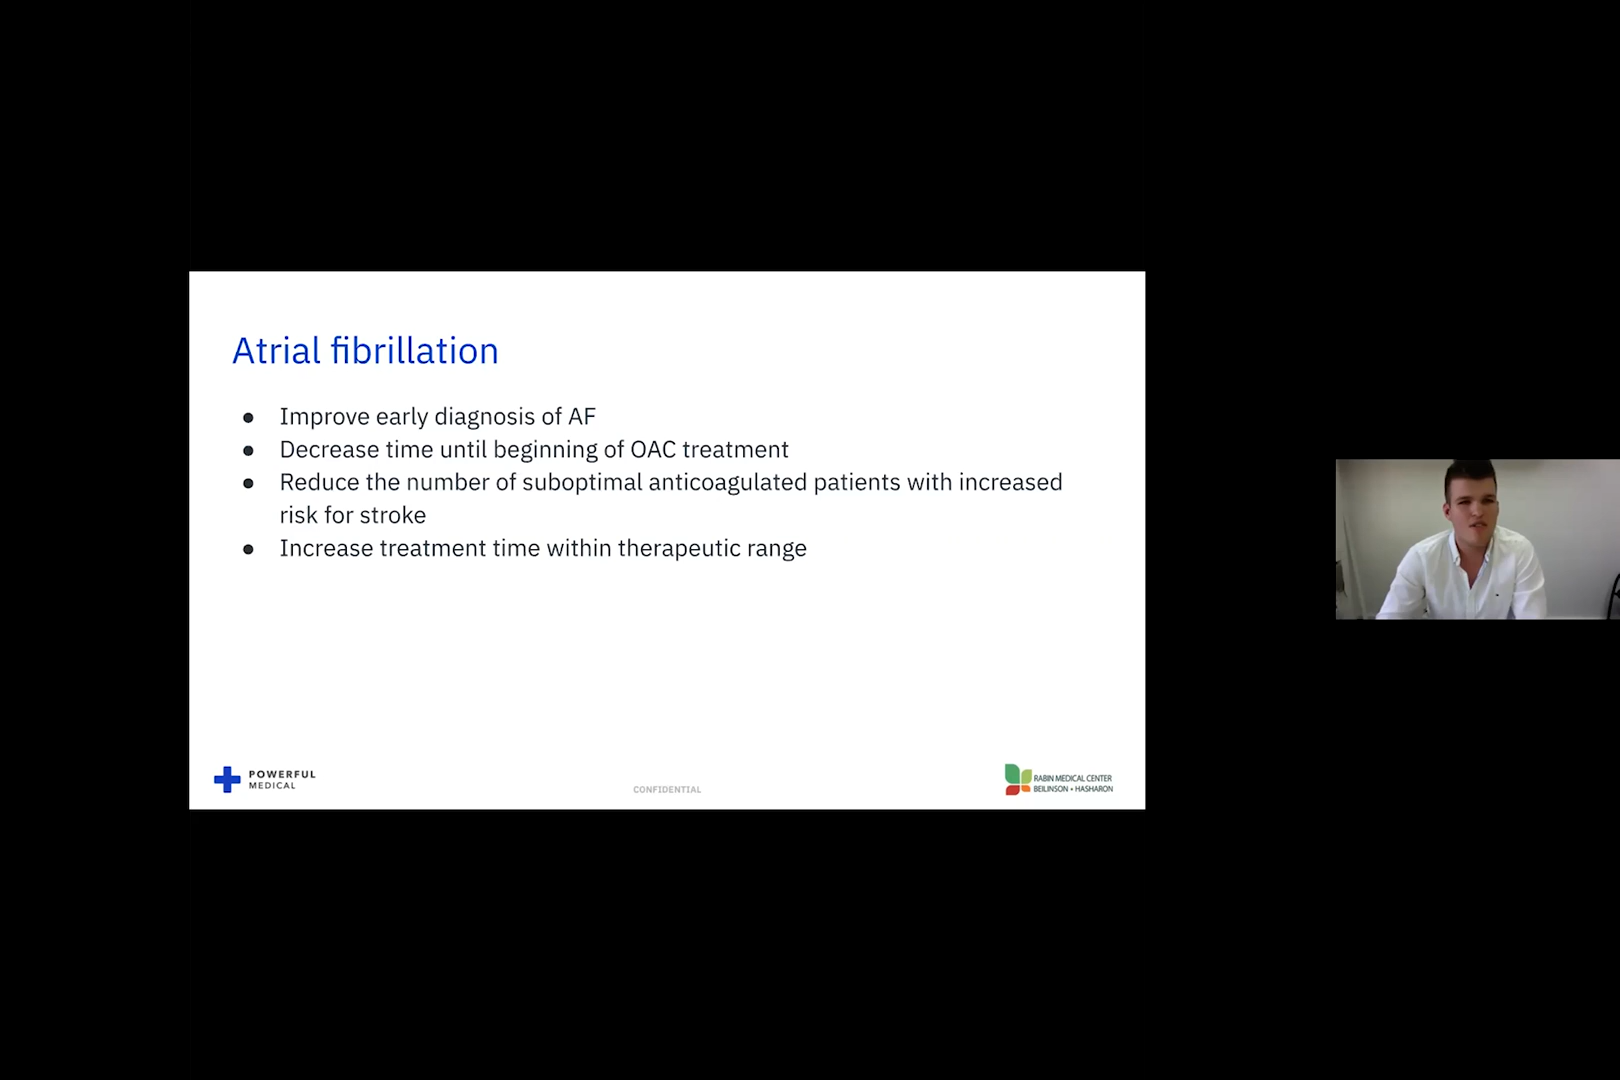 Atrial fibrillation
● Improve early diagnosis of AF
● Decrease time until beginning of OAC treatment
● Reduce the number of suboptimal anticoagulated patients with increased
risk for stroke
● Increase treatment time within therapeutic range
POWERFUL
MEDICAL
CONFIDENTIAL
RABIN MEDICAL CENTER
BEILINSON • HASHARON